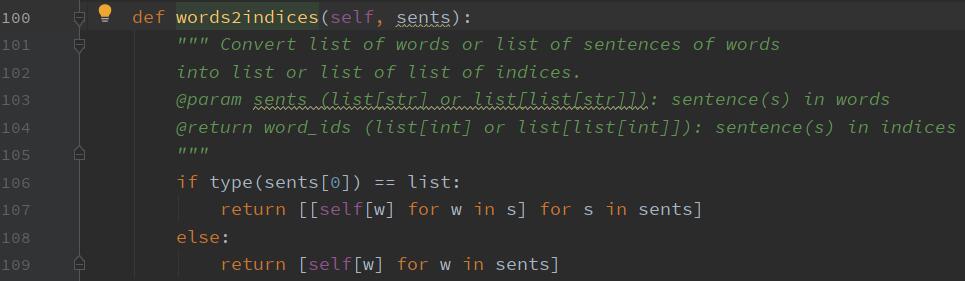 100 def words2indices(self, sents):
101 """ Convert list of words or list of sentences of words
102 into list or list of list of indices.
103 @param sents (list[str] or list[list[str]]): sentence(s) in words
104 @return word_ids (list[int] or list[list[int]]): sentence(s) in indices
105 """
106 if type(sents[0]) == list:
107 return [[self[w] for w in s] for s in sents]
108 else:
109 return [self[w] for w in sents]